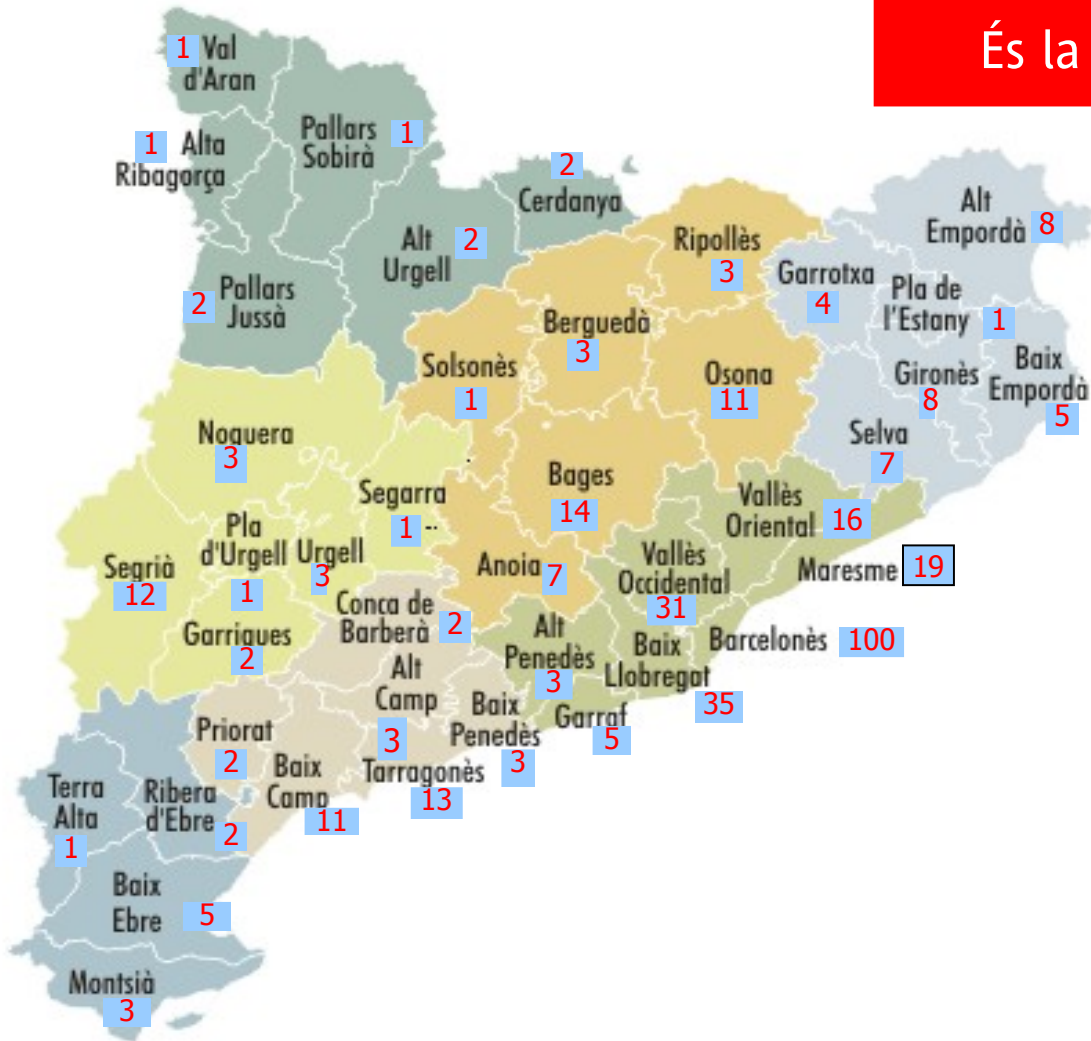 És la
1 Val
d'Aran
1 Alta
Ribagorça
Pallars 1
Sobirà
2
Cerdanya
Alt 2
Urgell
2 Pallars
Jussà
Ripollès
3
Alt
Empordà 8
Garrotxa
4
Pla de
l'Estany 1
Berguedà
3
Solsonès
1
Osona
11
Gironès
8
Baix
Empordà
5
Selva
7
Noguera
3
Segarra
1 ..
Bages
14
Vallès
Oriental 16
Pla
d'Urgell
1
Urgell
3
Segrià
12
Anoia 7
Vallès
Occidental
31
Maresme 19
Garrigues
2
Conca de
Barberà 2
Alt
Penedès
3
Baix
Llobregat
35
Barcelonès 100
Alt
Camp
3
Baix
Penedès
3
Garraf
5
Priorat
2
Baix
Camp
11
Tarragonès
13
Terra
Alta
1
Ribera
d'Ebre 2
Baix
Ebre 5
Montsià
3